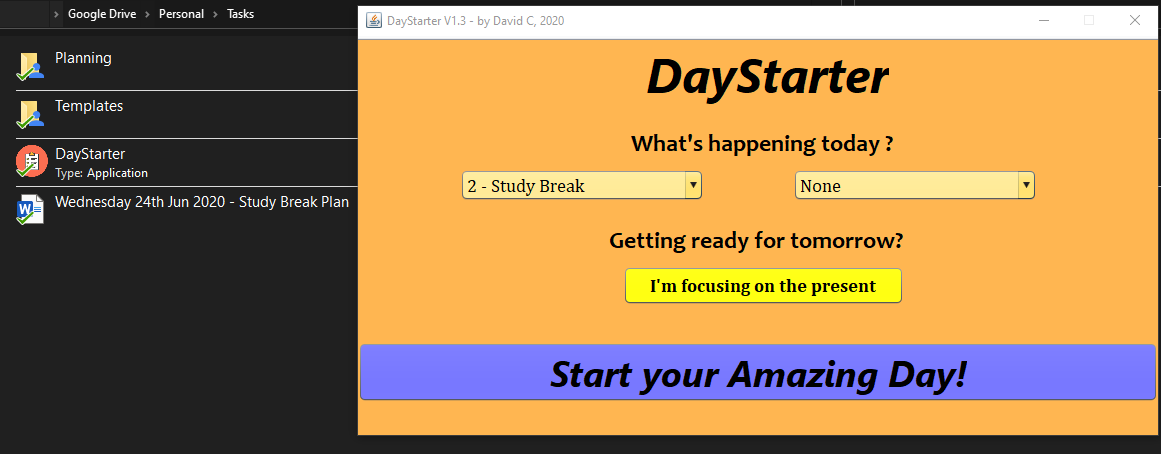 Google Drive > Personal > Tasks
Planning
Templates
DayStarter
Type: Application
Wednesday 24th Jun 2020 - Study Break Plan
DayStarter V1.3 - by David C, 2020
DayStarter
What's happening today ?
2 - Study Break
None
Getting ready for tomorrow?
I'm focusing on the present
Start your Amazing Day!